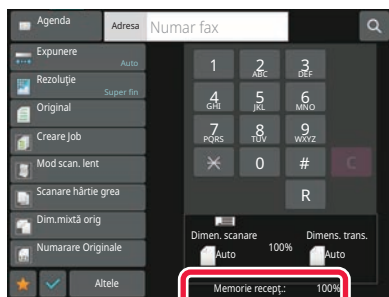 Agenda
Adresa
Numar fax
Expunere
Auto
Rezoluție
Super fin
Original
Creare Job
Mod scan. lent
Scanare hârtie grea
Dim.mixtă orig
Numarare Originale
Altele
1
2 ABC
3 DEF
4 GHI
5 JKL
6 MNO
7 PQRS
8 TUV
9 WXYZ
0
#
C
R
Dimen. scanare
Auto
100%
Dimens. trans.
Auto
Memorie recept.: 100%